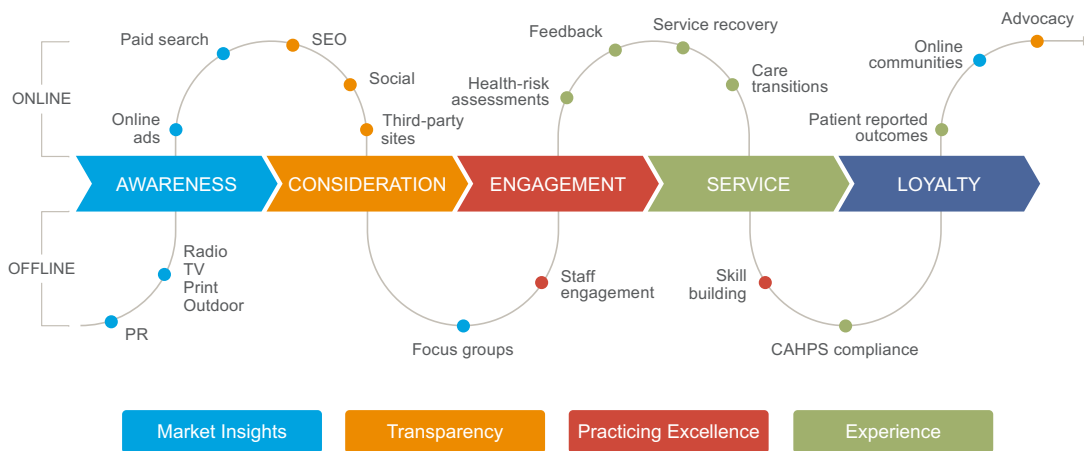 Advocacy
Paid search
SEO
Feedback
Service recovery
Online
communities
ONLINE
Social
Health-risk
assessments
Care
transitions
Online
ads
Third-party
sites
Patient reported
outcomes
AWARENESS
CONSIDERATION
ENGAGEMENT
SERVICE
LOYALTY
OFFLINE
Radio
TV
Print
Outdoor
PR
Staff
engagement
Skill
building
Focus groups
CAHPS compliance
Market Insights
Transparency
Practicing Excellence
Experience